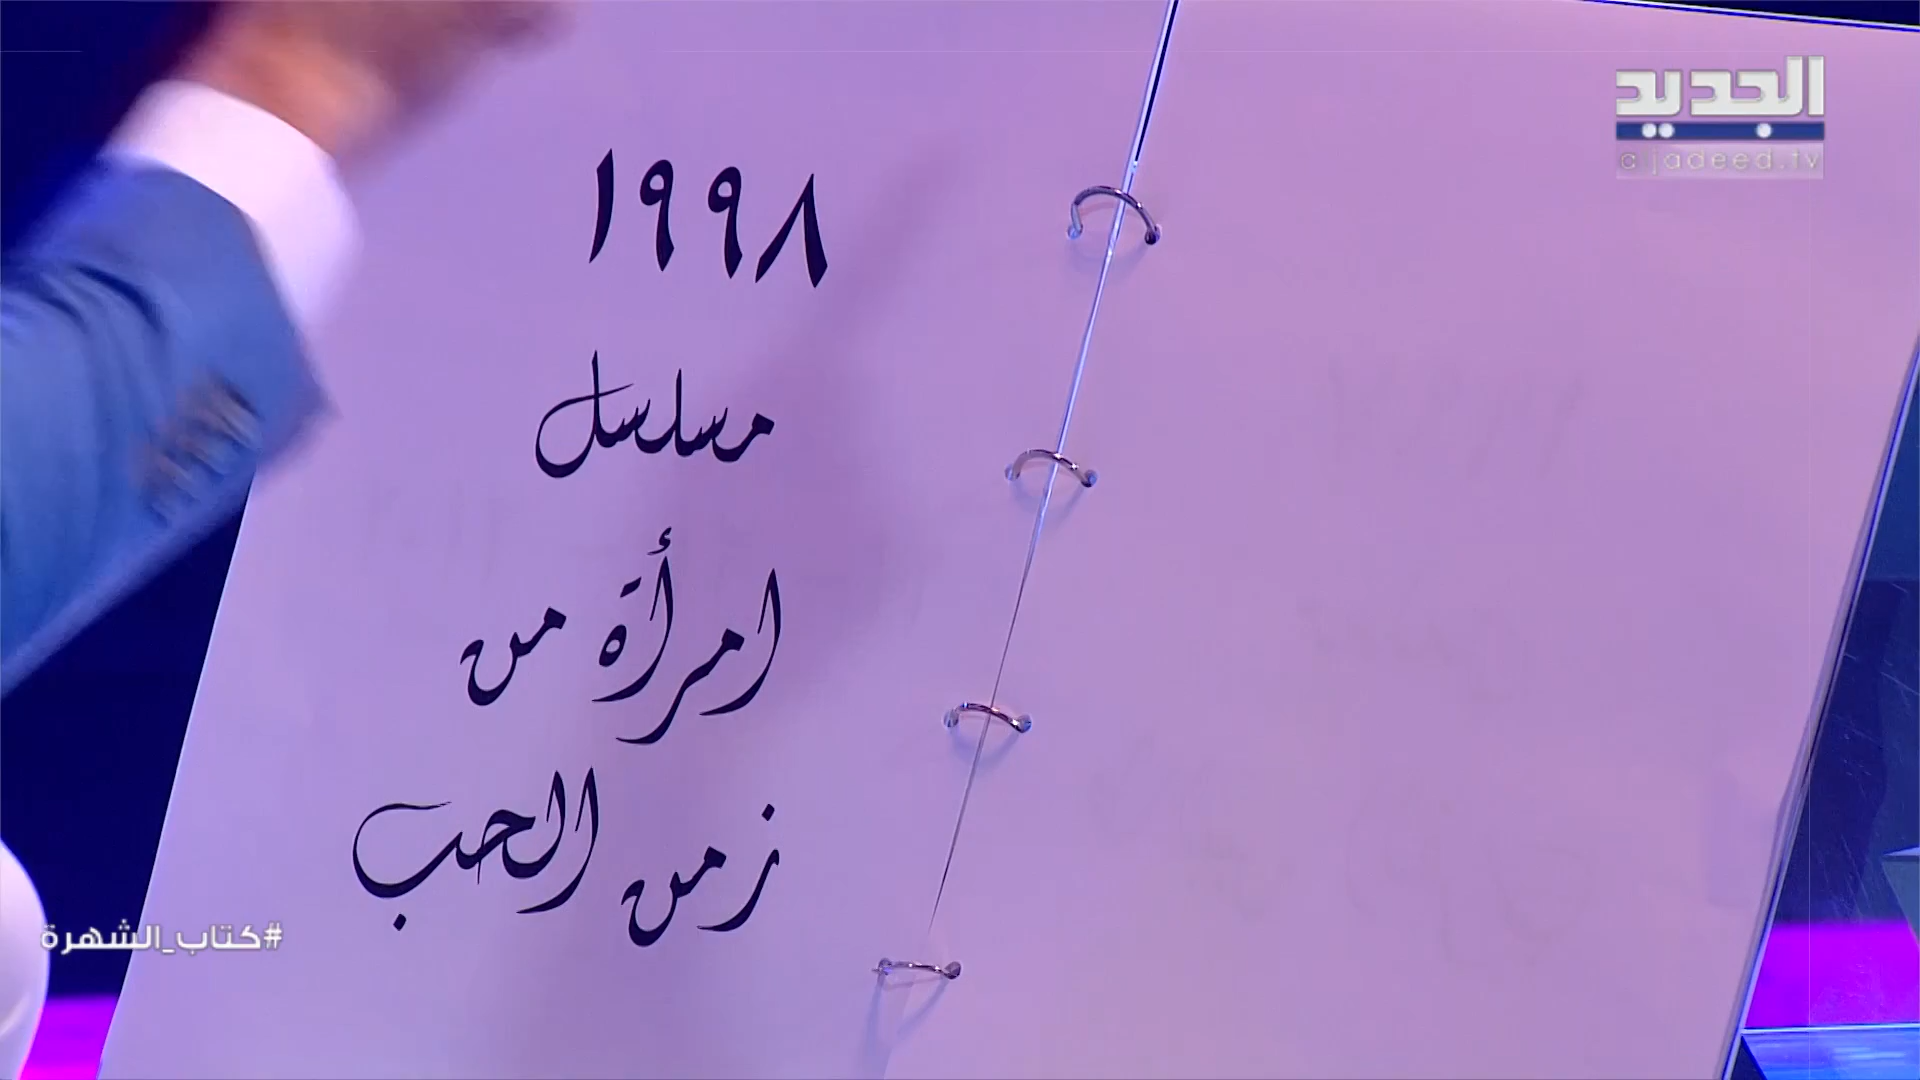 الجديد
aljadeed.tv
١٩٩٨
مسلسل
امرأة من
زمن الحب
#كتاب_الشهرة